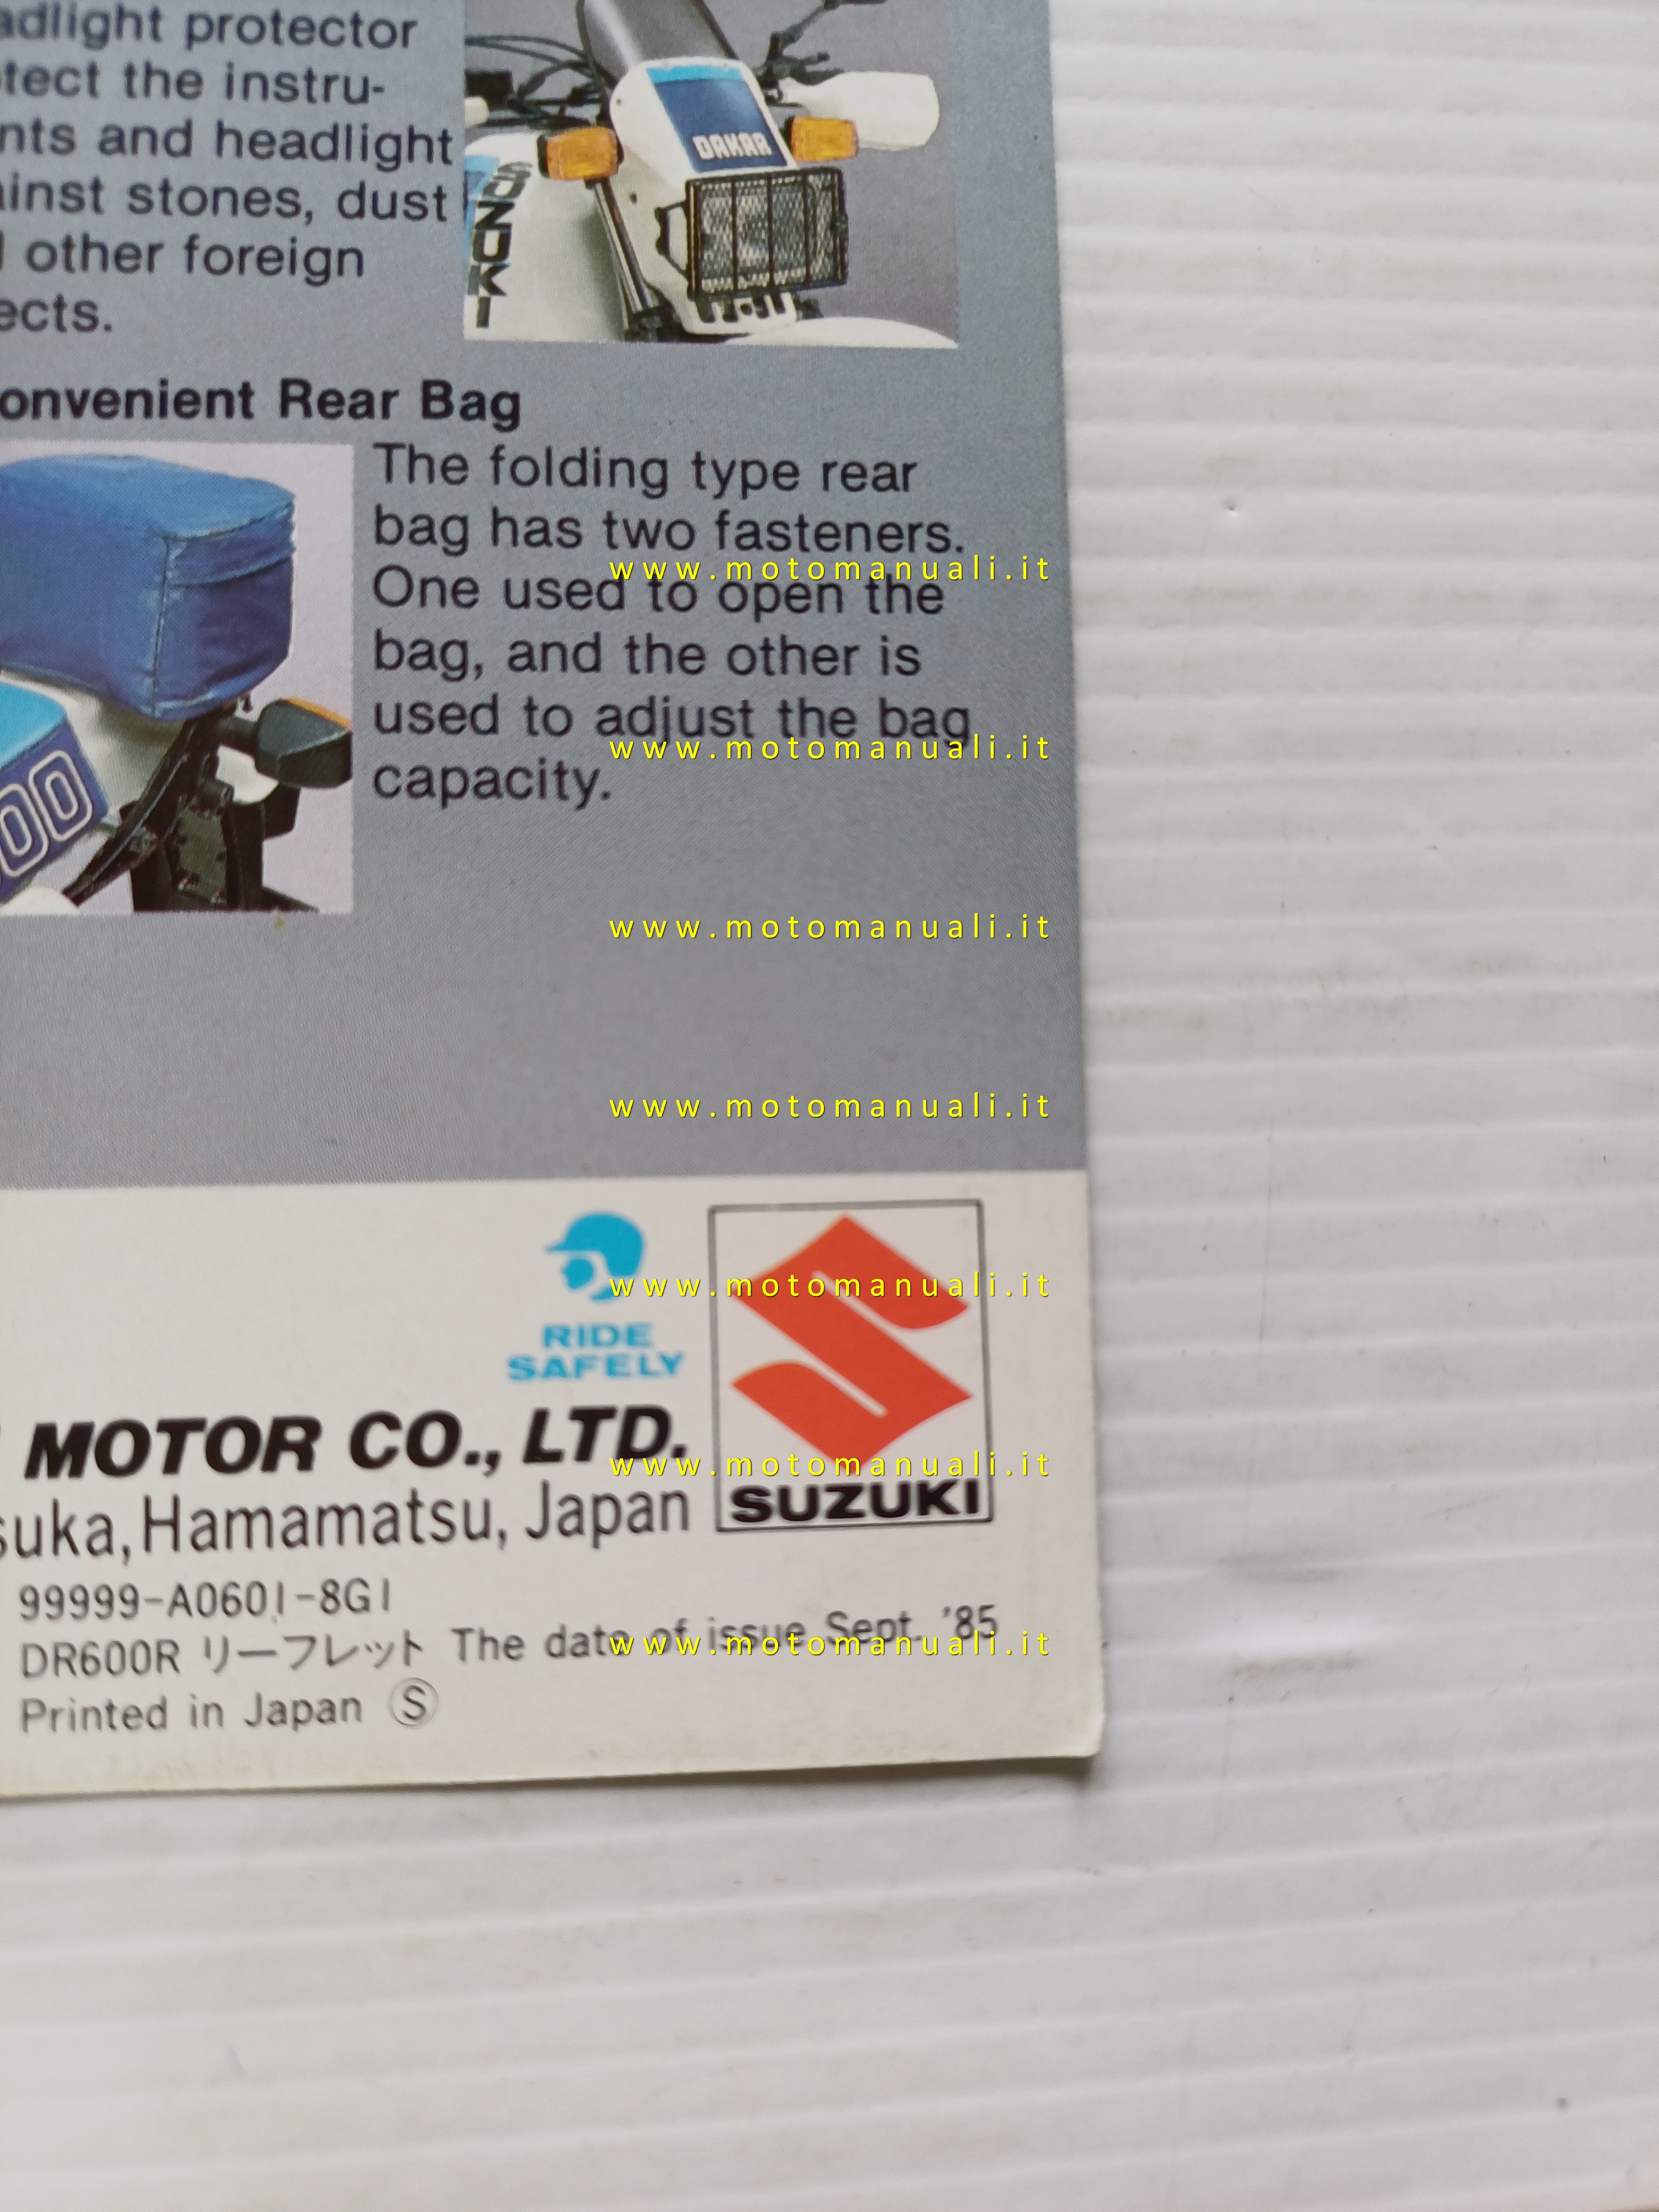 adlight protector
tect the instru-
nts and headlight
inst stones, dust
other foreign
ects.
DAKAR
SUZUKI
onvenient Rear Bag
The folding type rear
bag has two fasteners.
One used to open the
bag, and the other is
used to adjust the bag
capacity.
00
www.motomanuali.it
www.motomanuali.it
www.motomanuali.it
www.motomanuali.it
www.motomanuali.it
www.motomanuali.it
www.motomanuali.it
RIDE
SAFELY
MOTOR CO., LTD.
suka, Hamamatsu, Japan
SUZUKI
99999-A0601-8G1
DR600R リーフレット The date of issue Sept. '85
Printed in Japan Ⓢ